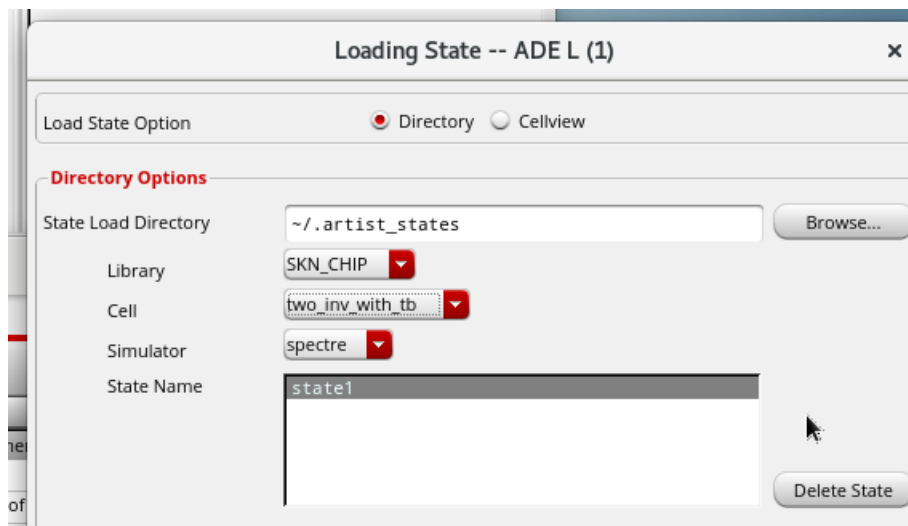 Loading State -- ADE L (1)
Load State Option Directory Cellview
Directory Options
State Load Directory ~/.artist_states Browse...
Library SKN_CHIP
Cell two_inv_with_tb
Simulator spectre
State Name state1
of
Delete State